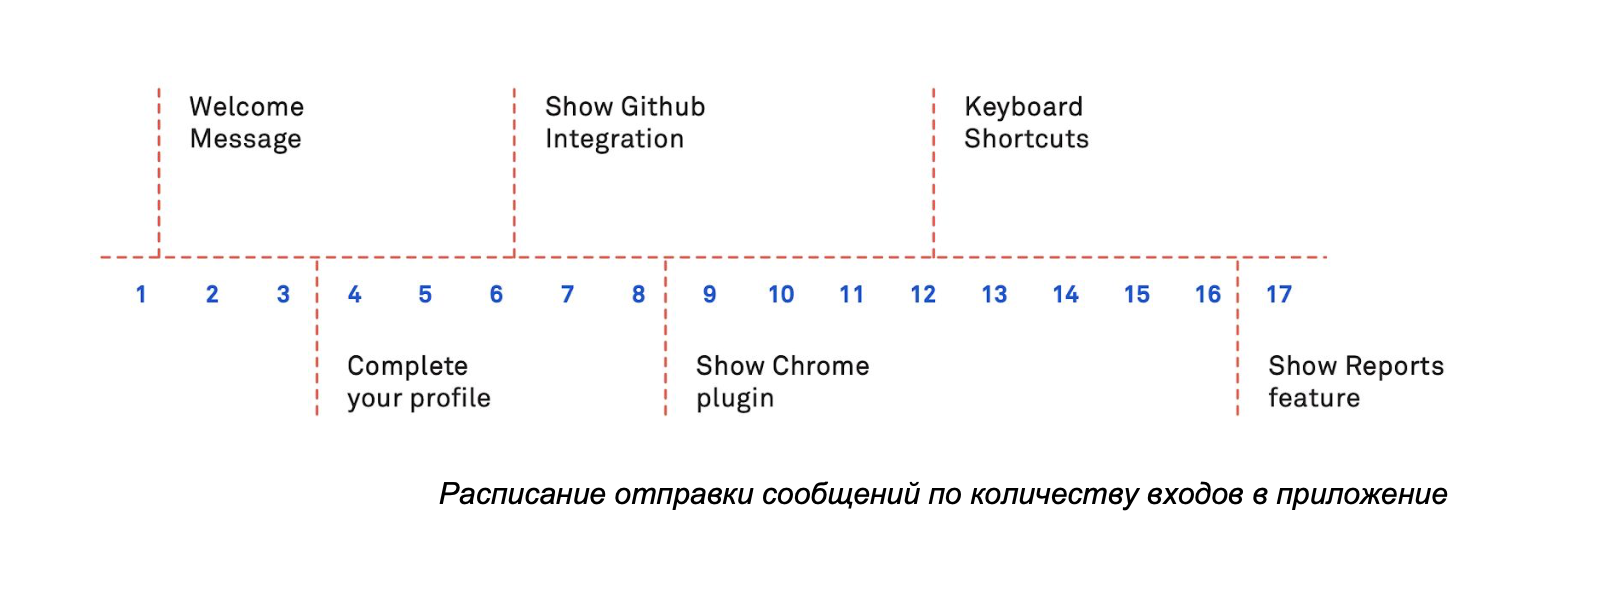 Welcome
Message
Show Github
Integration
Keyboard
Shortcuts
1 2 3 4 5 6 7 8 9 10 11 12 13 14 15 16 17
Complete
your profile
Show Chrome
plugin
Show Reports
feature
Расписание отправки сообщений по количеству входов в приложение